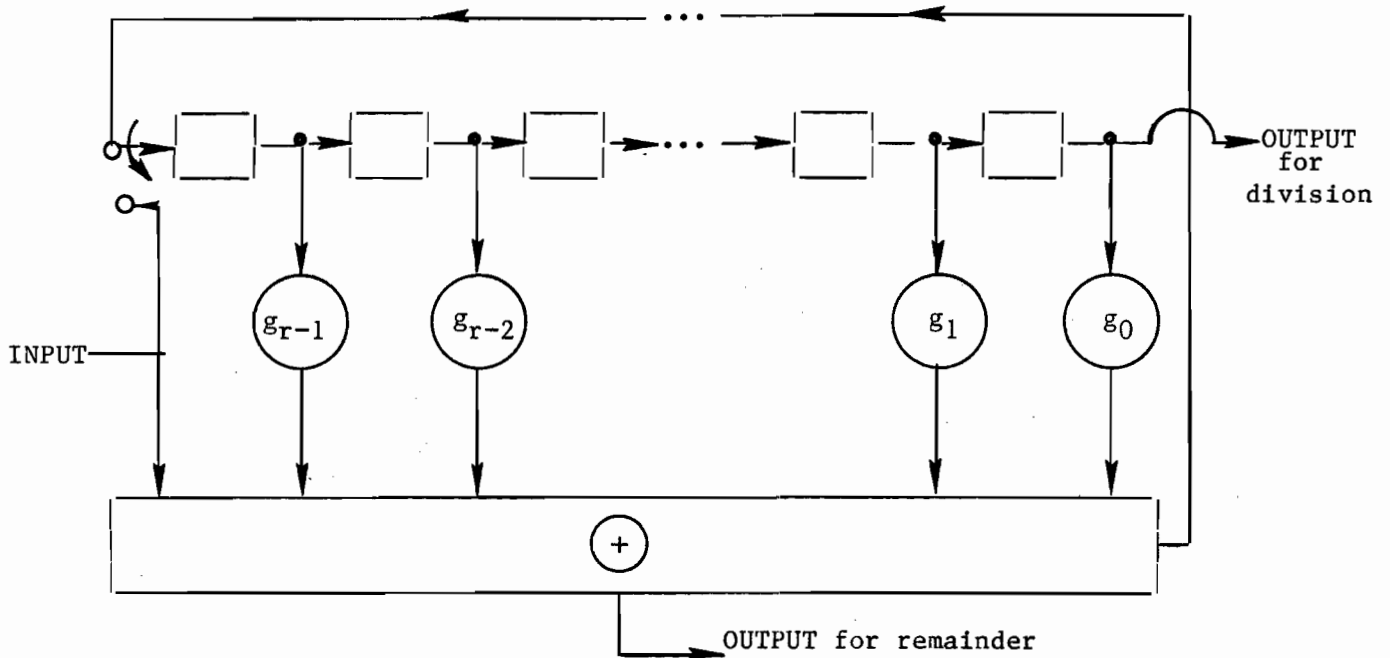 ...
...
OUTPUT
for
division
g_{r-1}
g_{r-2}
g_1
g_0
INPUT
+
OUTPUT for remainder